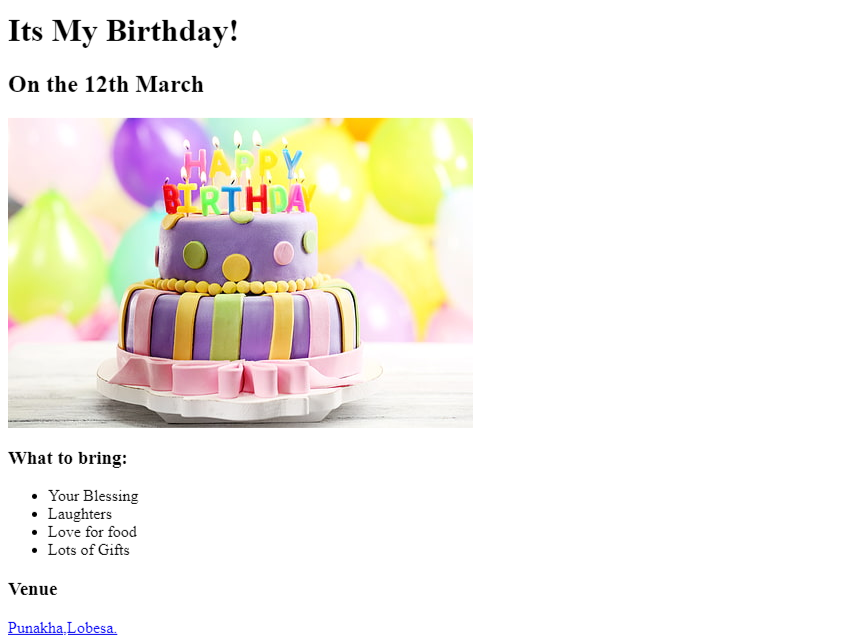 Its My Birthday!
On the 12th March
HAPPY
BIRTHDAY
What to bring:
Your Blessing
Laughters
Love for food
Lots of Gifts
Venue
Punakha,Lobesa.